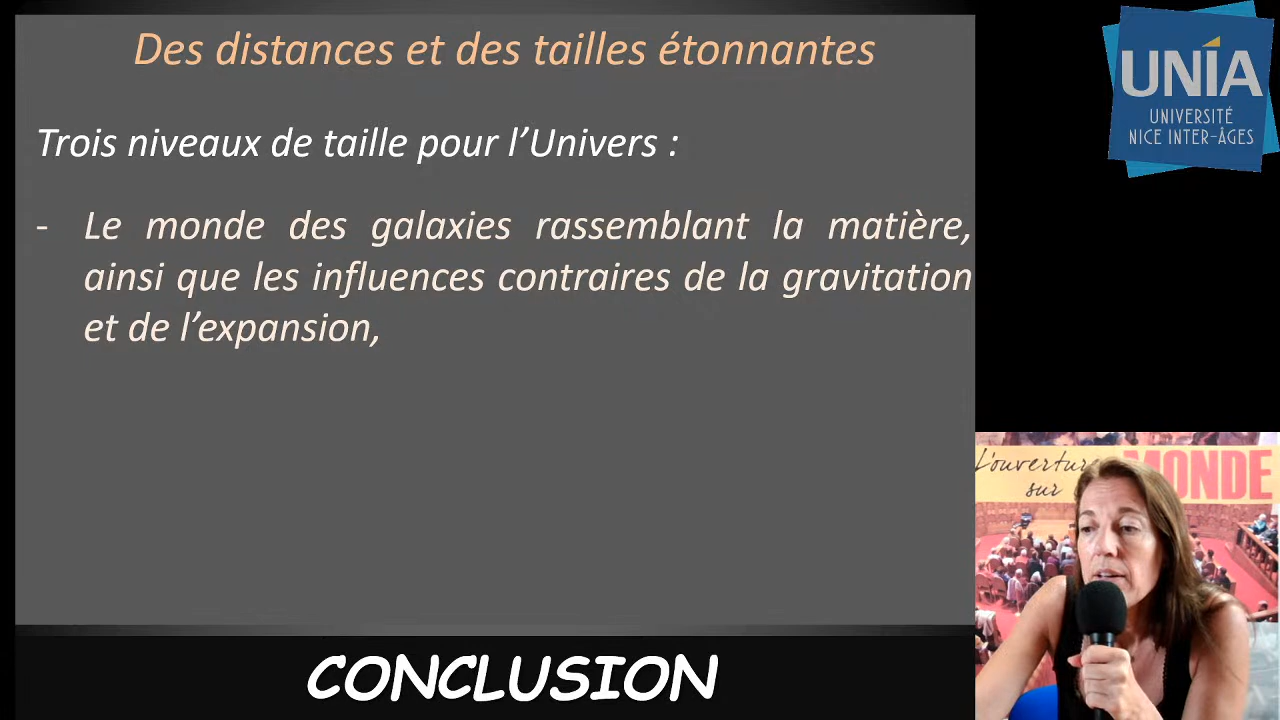 Des distances et des tailles étonnantes
Trois niveaux de taille pour l’Univers :
- Le monde des galaxies rassemblant la matière,
ainsi que les influences contraires de la gravitation
et de l’expansion,
CONCLUSION
UNIA
UNIVERSITÉ
NICE INTER-ÂGES
L'ouverture
sur
MONDE